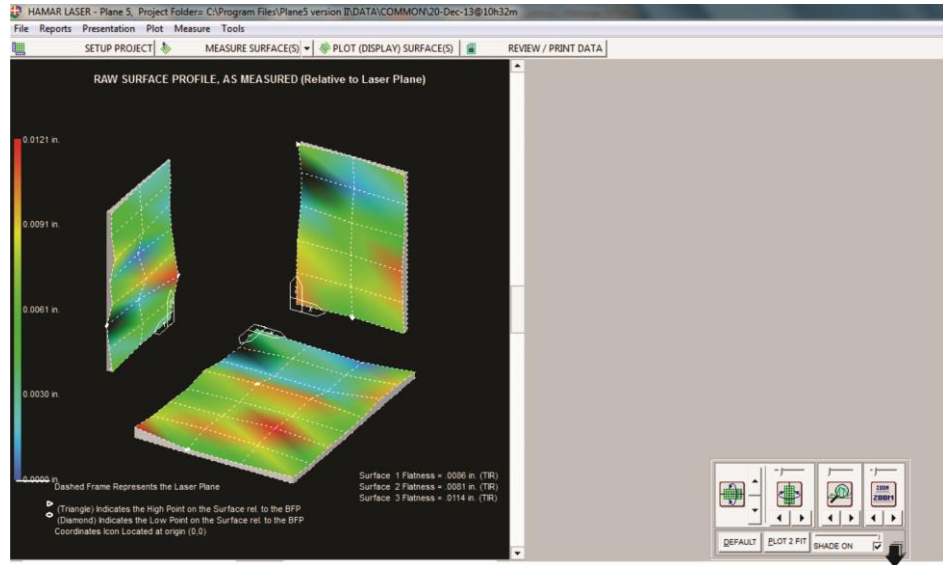 HAMAR LASER - Plane 5, Project Folder= C:\Program Files\Plane5 version II\DATA\COMMON\20-Dec-13@10h32m
File Reports Presentation Plot Measure Tools
SETUP PROJECT MEASURE SURFACE(S) PLOT (DISPLAY) SURFACE(S) REVIEW / PRINT DATA
RAW SURFACE PROFILE, AS MEASURED (Relative to Laser Plane)
0.0121 in.
0.0091 in.
0.0061 in.
0.0030 in.
0.0000 in.
Dashed Frame Represents the Laser Plane
(Triangle) Indicates the High Point on the Surface rel. to the BFP
(Diamond) Indicates the Low Point on the Surface rel. to the BFP
Coordinates Icon Located at origin (0,0)
Surface 1 Flatness = .0086 in. (TIR)
Surface 2 Flatness = .0081 in. (TIR)
Surface 3 Flatness = .0114 in. (TIR)
ZOOM
ZOOM
DEFAULT PLOT 2 FIT SHADE ON